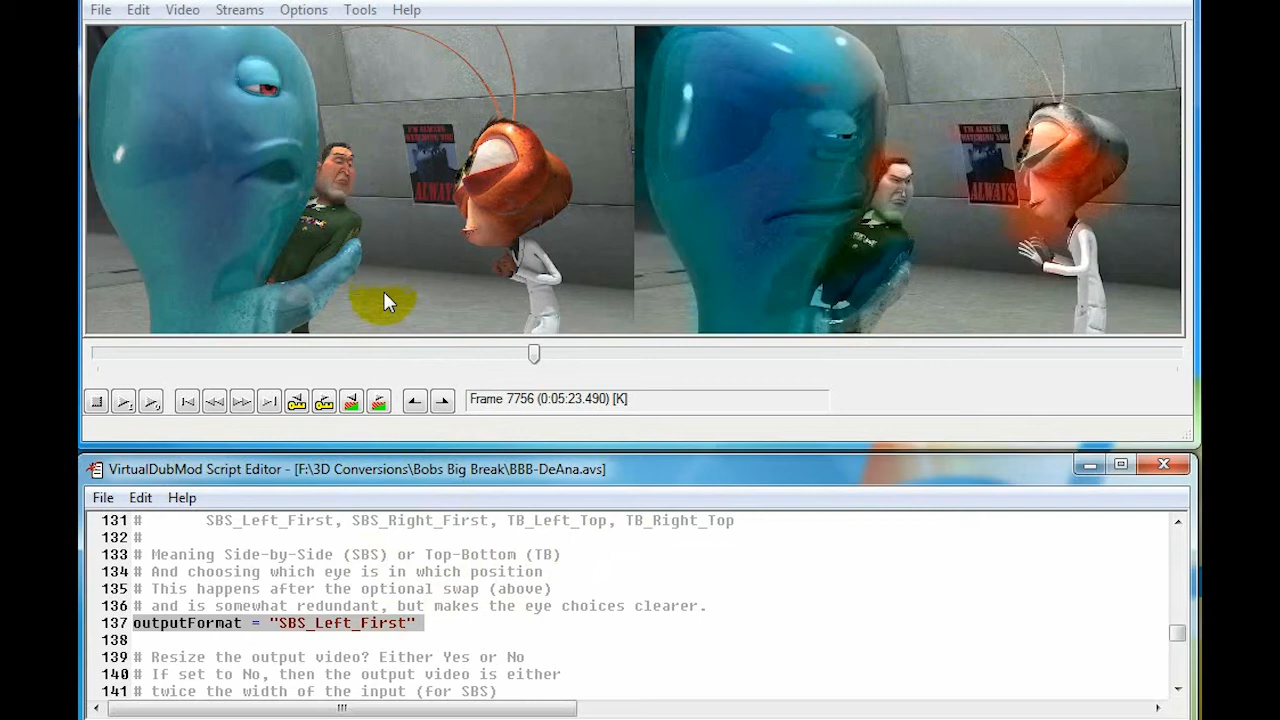 File Edit Video Streams Options Tools Help
I'M ALWAYS
WATCHING YOU
ALWAYS
I'M ALWAYS
WATCHING YOU
ALWAYS
Frame 7756 (0:05:23.490) [K]
VirtualDubMod Script Editor - [F:\3D Conversions\Bobs Big Break\BBB-DeAna.avs]
File Edit Help
131 # SBS_Left_First, SBS_Right_First, TB_Left_Top, TB_Right_Top
132 #
133 # Meaning Side-by-Side (SBS) or Top-Bottom (TB)
134 # And choosing which eye is in which position
135 # This happens after the optional swap (above)
136 # and is somewhat redundant, but makes the eye choices clearer.
137 outputFormat = "SBS_Left_First"
138
139 # Resize the output video? Either Yes or No
140 # If set to No, then the output video is either
141 # twice the width of the input (for SBS)